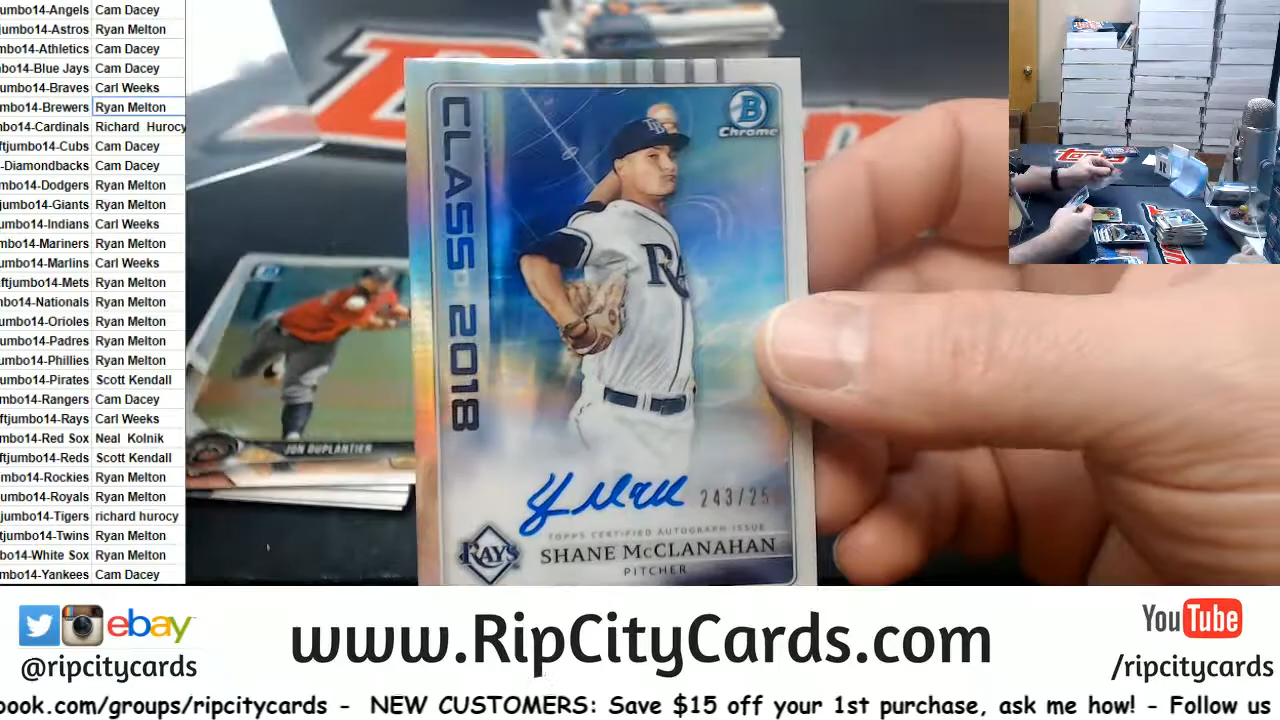 umbo14-Angels Cam Dacey
jumbo14-Astros Ryan Melton
mbo14-Athletics Cam Dacey
bo14-Blue Jays Cam Dacey
umbo14-Braves Carl Weeks
mbo14-Brewers Ryan Melton
bo14-Cardinals Richard Hurocy
ftjumbo14-Cubs Cam Dacey
-Diamondbacks Cam Dacey
mbo14-Dodgers Ryan Melton
umbo14-Giants Ryan Melton
umbo14-Indians Carl Weeks
mbo14-Mariners Ryan Melton
umbo14-Marlins Carl Weeks
ftjumbo14-Mets Ryan Melton
bo14-Nationals Ryan Melton
umbo14-Orioles Ryan Melton
umbo14-Padres Ryan Melton
mbo14-Phillies Ryan Melton
umbo14-Pirates Scott Kendall
mbo14-Rangers Cam Dacey
ftjumbo14-Rays Carl Weeks
mbo14-Red Sox Neal Kolnik
ftjumbo14-Reds Scott Kendall
mbo14-Rockies Ryan Melton
umbo14-Royals Ryan Melton
jumbo14-Tigers richard hurocy
jumbo14-Twins Ryan Melton
bo14-White Sox Ryan Melton
mbo14-Yankees Cam Dacey
CLASS 2018
B
Chrome
RAYS
243/25
TOPPS CERTIFIED AUTOGRAPH ISSUE
RAYS
SHANE McCLANAHAN
PITCHER
JON DUPLANTIER
ebay
@ripcitycards
www.RipCityCards.com
YouTube
/ripcitycards
book.com/groups/ripcitycards - NEW CUSTOMERS: Save $15 off your 1st purchase, ask me how! - Follow us